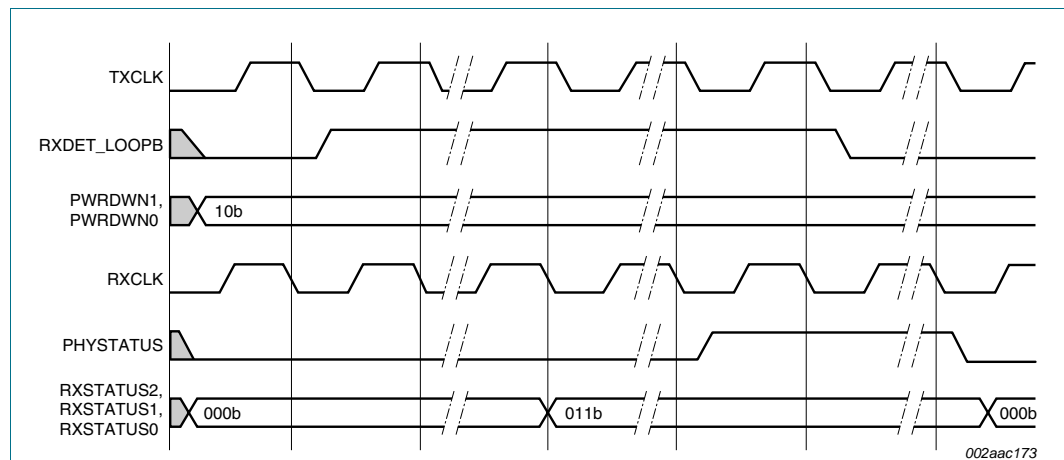 TXCLK
RXDET_LOOPB
PWRDWN1,
PWRDWN0
10b
RXCLK
PHYSTATUS
RXSTATUS2,
RXSTATUS1,
RXSTATUS0
000b
011b
000b
002aac173